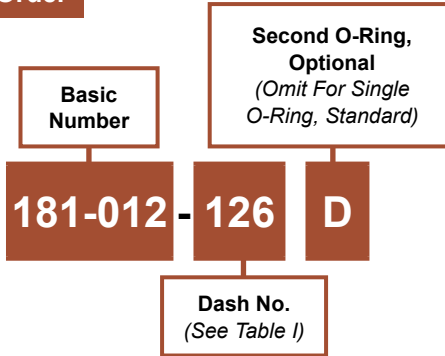 Second O-Ring,
Optional
(Omit For Single
O-Ring, Standard)
Basic
Number
181-012 - 126 D
Dash No.
(See Table I)